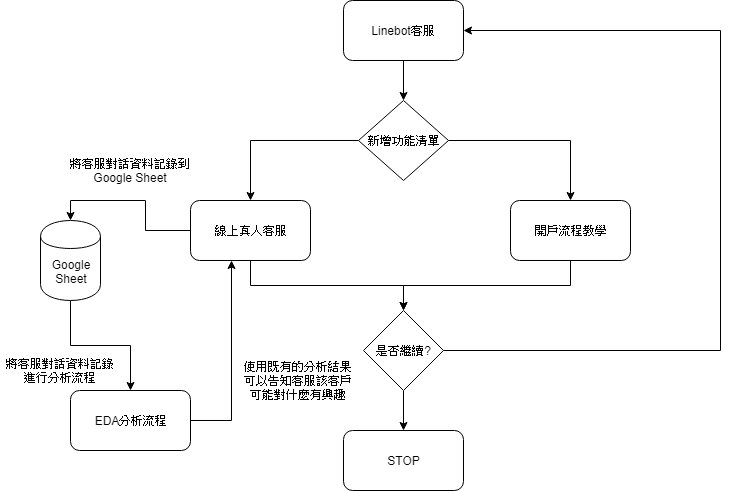 Linebot客服
新增功能清單
將客服對話資料記錄到
Google Sheet
線上真人客服
開戶流程教學
Google
Sheet
是否繼續?
將客服對話資料記錄
進行分析流程
使用既有的分析結果
可以告知客服該客戶
可能對什麼有興趣
EDA分析流程
STOP